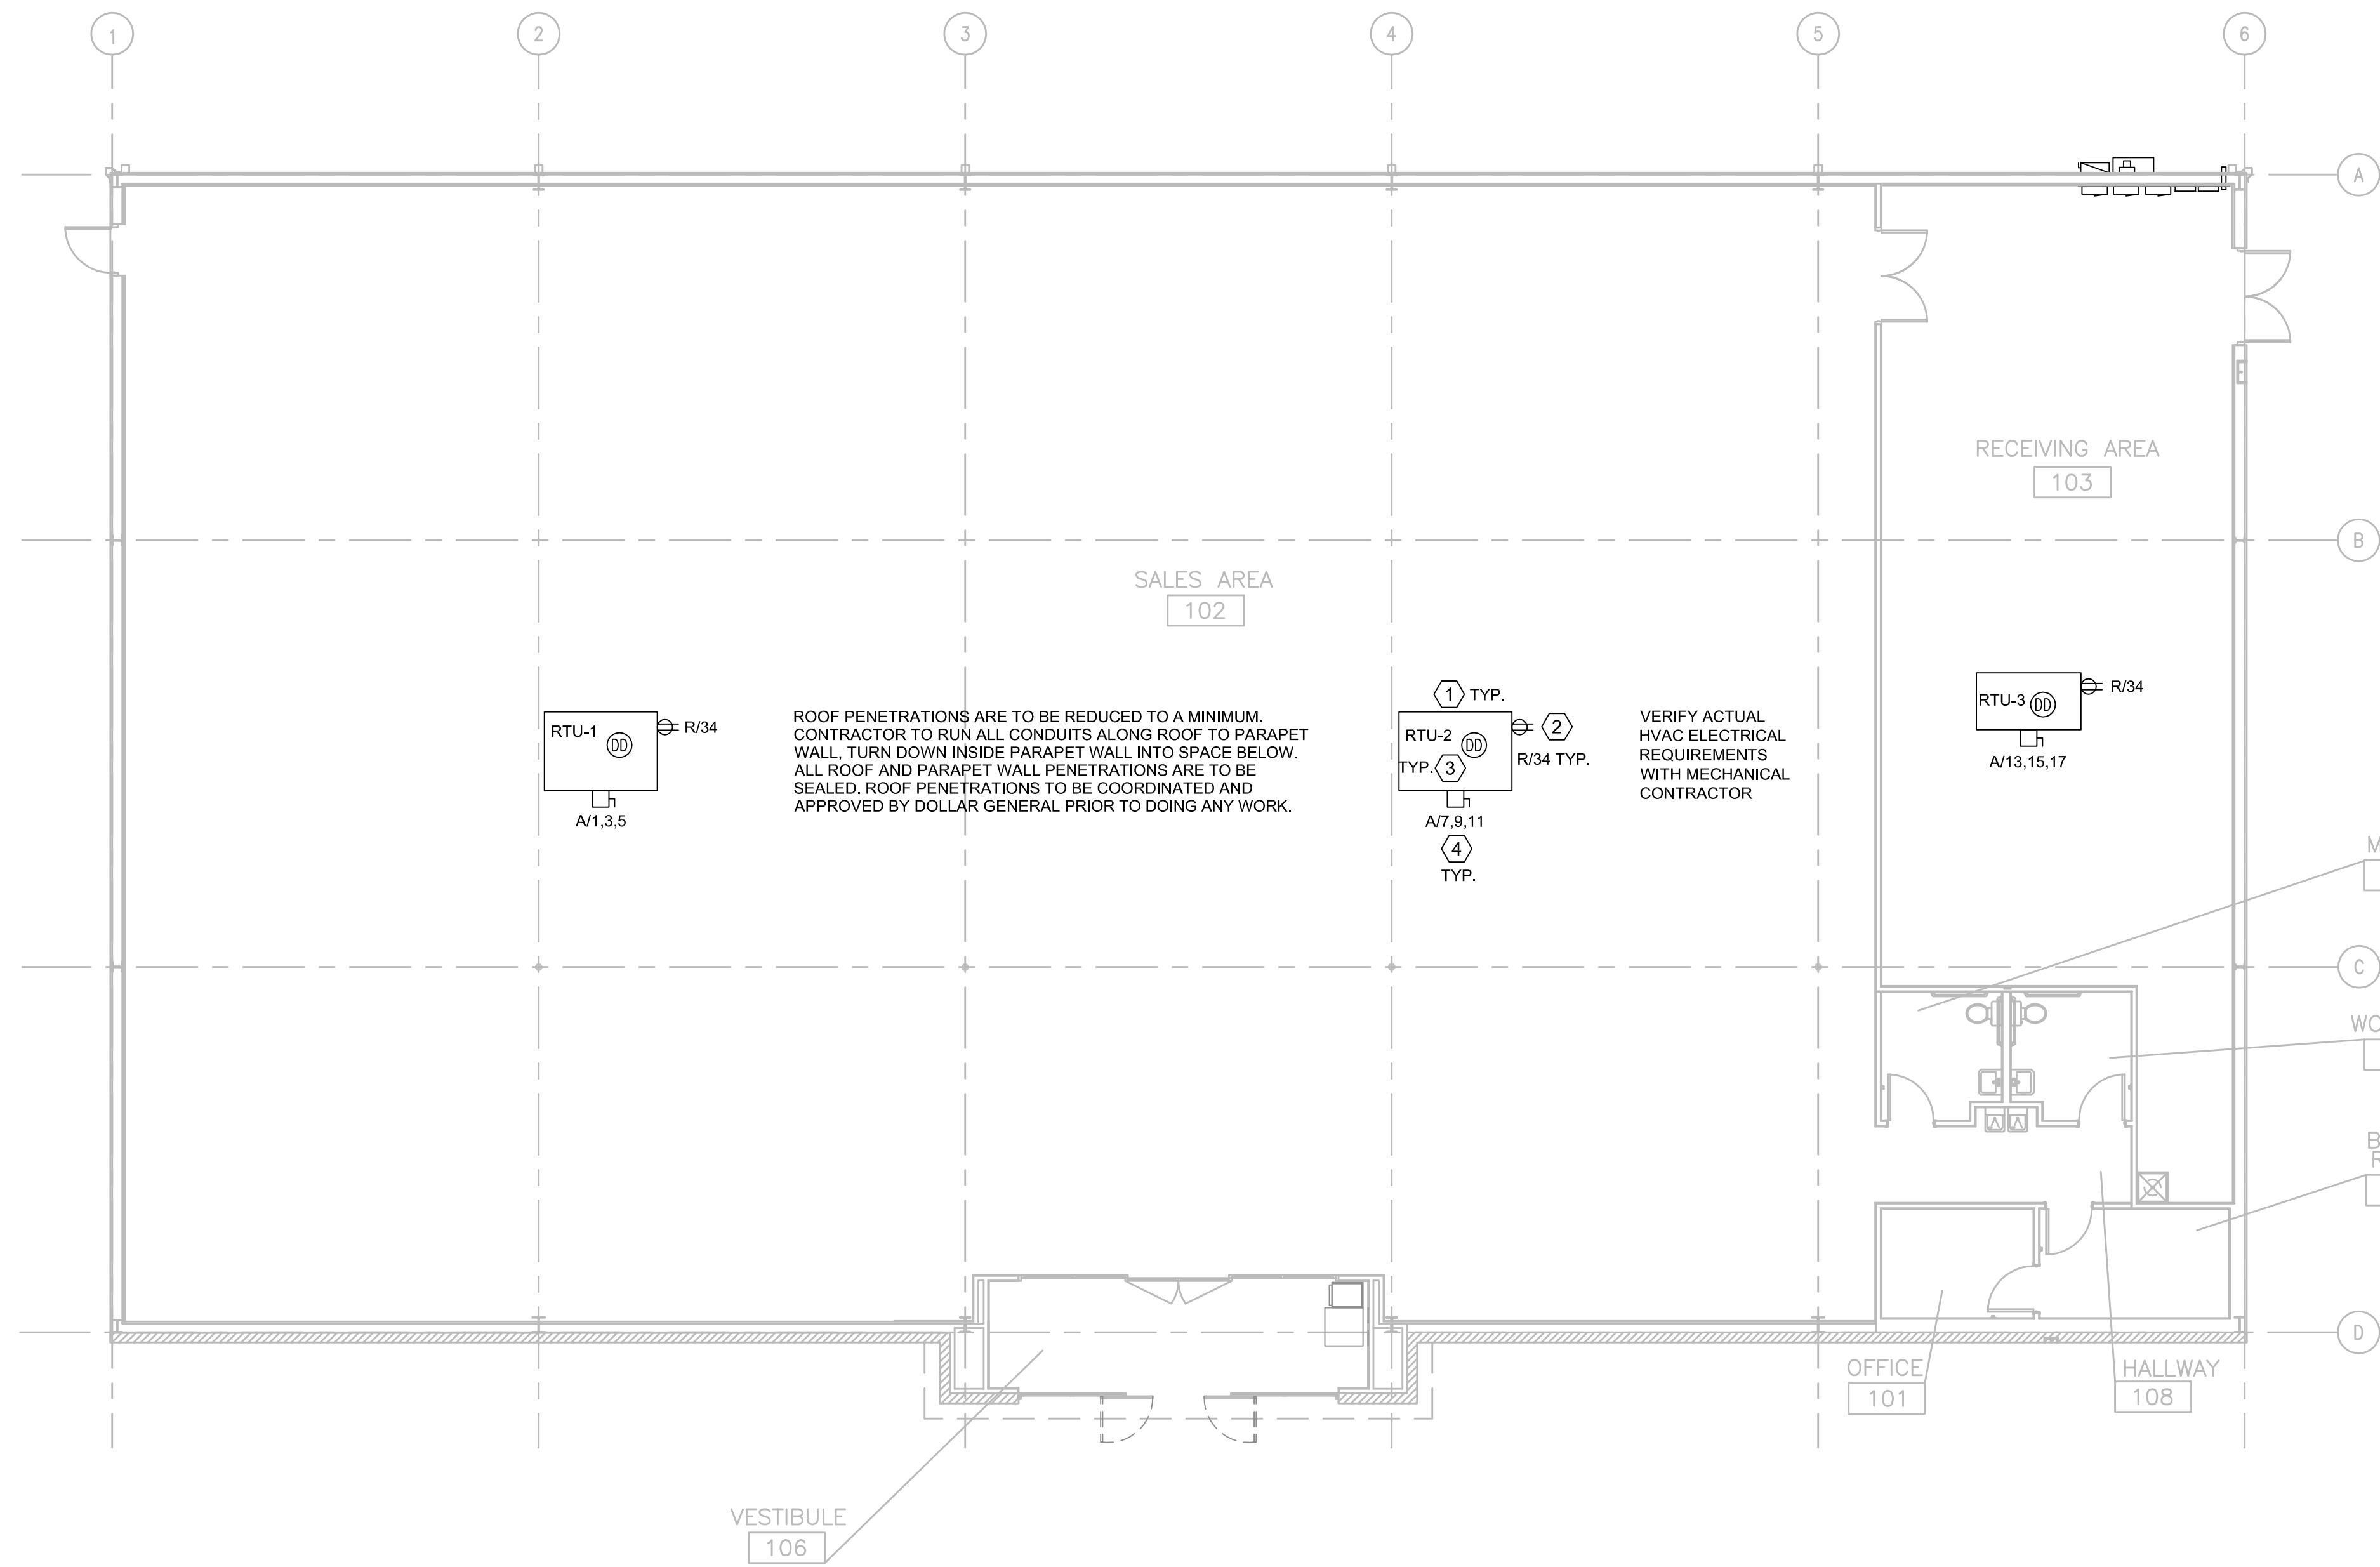 1
2
3
4
5
6
A
RECEIVING AREA
103
B
SALES AREA
102
RTU-1
DD
R/34
A/1,3,5
ROOF PENETRATIONS ARE TO BE REDUCED TO A MINIMUM.
CONTRACTOR TO RUN ALL CONDUITS ALONG ROOF TO PARAPET
WALL, TURN DOWN INSIDE PARAPET WALL INTO SPACE BELOW.
ALL ROOF AND PARAPET WALL PENETRATIONS ARE TO BE
SEALED. ROOF PENETRATIONS TO BE COORDINATED AND
APPROVED BY DOLLAR GENERAL PRIOR TO DOING ANY WORK.
1 TYP.
RTU-2
DD
2
R/34 TYP.
TYP. 3
A/7,9,11
4
TYP.
VERIFY ACTUAL
HVAC ELECTRICAL
REQUIREMENTS
WITH MECHANICAL
CONTRACTOR
RTU-3
DD
R/34
A/13,15,17
C
D
OFFICE
101
HALLWAY
108
VESTIBULE
106